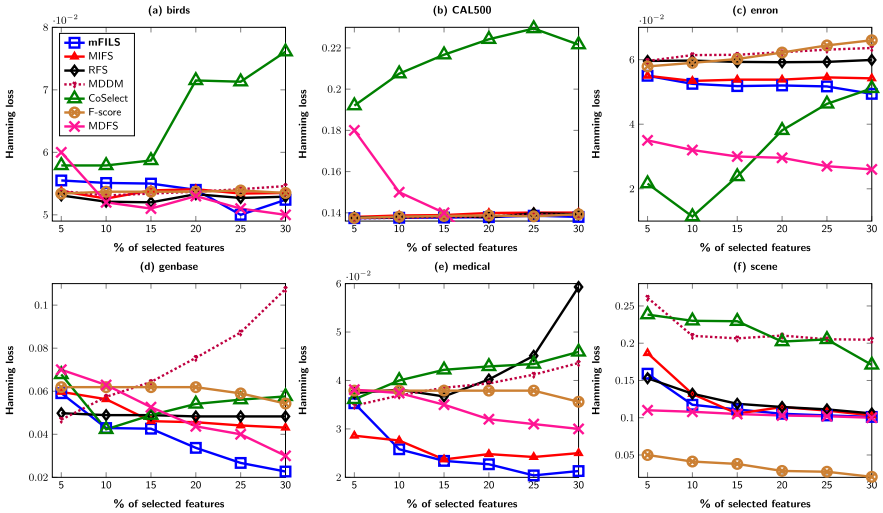 (a) birds
·10⁻²
Hamming loss
8
7
6
5
5 10 15 20 25 30
% of selected features
mFILS
MIFS
RFS
MDDM
CoSelect
F-score
MDFS
(b) CAL500
Hamming loss
0.22
0.2
0.18
0.16
0.14
5 10 15 20 25 30
% of selected features
(c) enron
·10⁻²
Hamming loss
6
4
2
5 10 15 20 25 30
% of selected features
(d) genbase
Hamming loss
0.1
0.08
0.06
0.04
0.02
5 10 15 20 25 30
% of selected features
(e) medical
·10⁻²
Hamming loss
6
5
4
3
2
5 10 15 20 25 30
% of selected features
(f) scene
Hamming loss
0.25
0.2
0.15
0.1
0.05
5 10 15 20 25 30
% of selected features